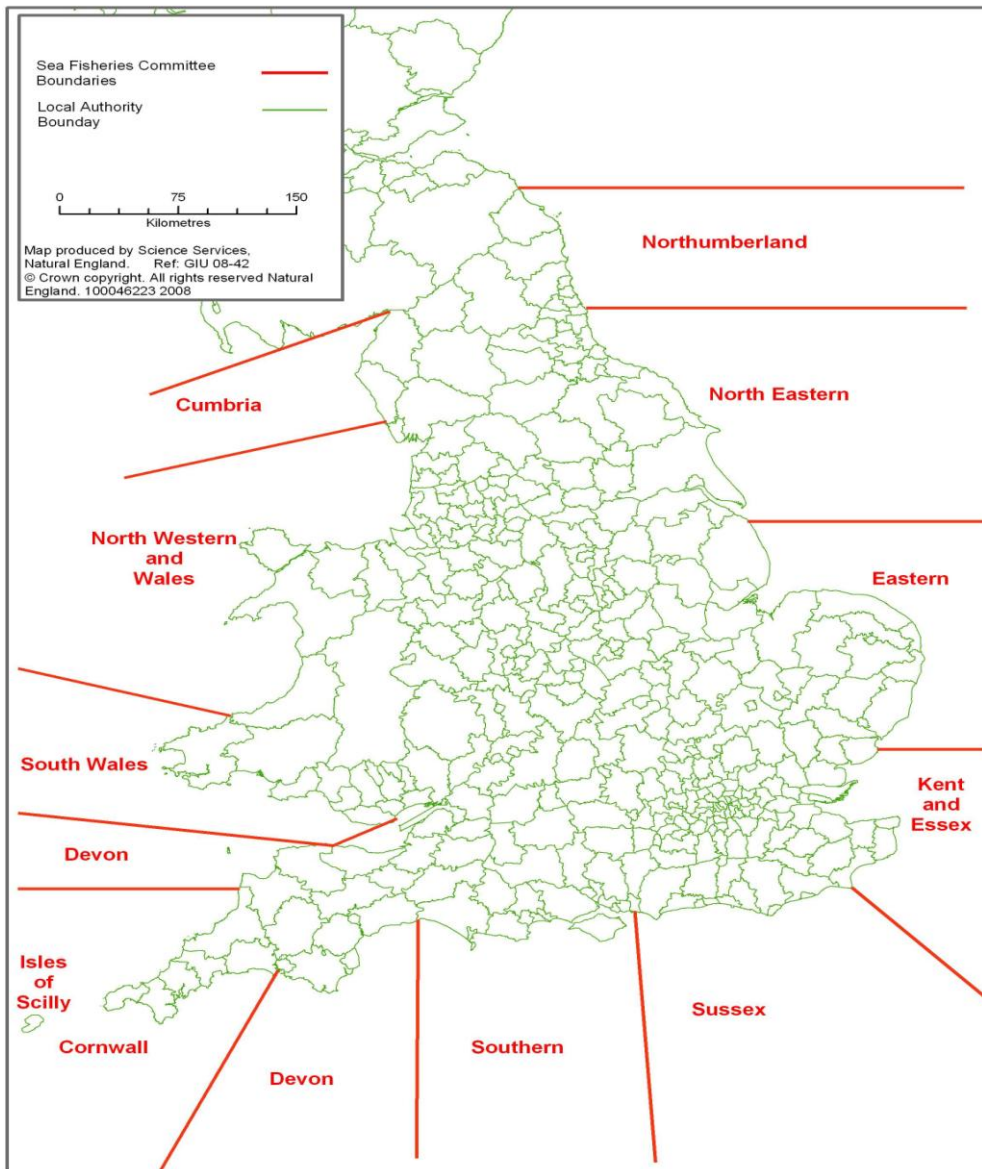 Sea Fisheries Committee
Boundaries
Local Authority
Bounday
0 75 150
Kilometres
Map produced by Science Services,
Natural England. Ref: GIU 08-42
© Crown copyright. All rights reserved Natural
England. 100046223 2008
Northumberland
Cumbria
North Eastern
North Western
and
Wales
Eastern
South Wales
Kent
and
Essex
Devon
Isles
of
Scilly
Cornwall
Devon
Southern
Sussex